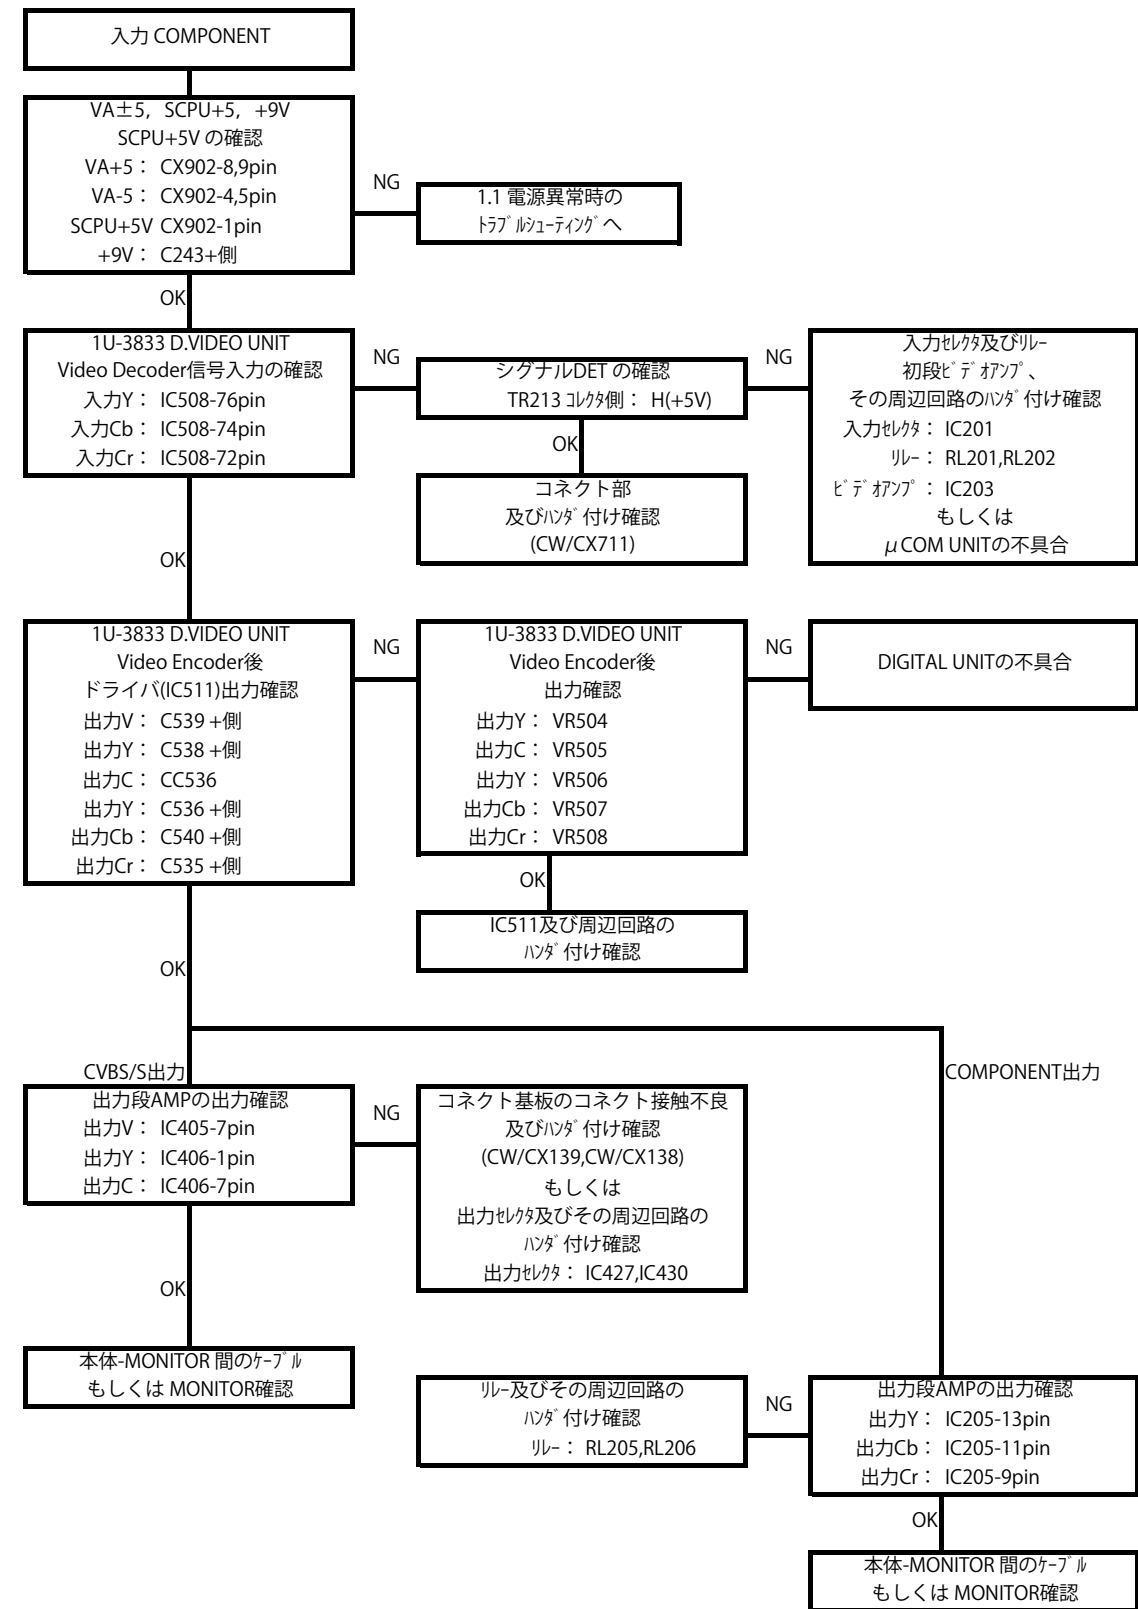 入力 COMPONENT
VA±5, SCPU+5, +9V
SCPU+5V の確認
VA+5： CX902-8,9pin
VA-5： CX902-4,5pin
SCPU+5V CX902-1pin
+9V： C243+側
NG
1.1 電源異常時の
ﾄﾗﾌﾞﾙｼｭｰﾃｨﾝｸﾞへ
OK
1U-3833 D.VIDEO UNIT
Video Decoder信号入力の確認
入力Y： IC508-76pin
入力Cb： IC508-74pin
入力Cr： IC508-72pin
NG
シグナルDET の確認
TR213 ｺﾚｸﾀ側： H(+5V)
NG
入力ｾﾚｸﾀ及びﾘﾚｰ
初段ﾋﾞﾃﾞｵｱﾝﾌﾟ、
その周辺回路のﾊﾝﾀﾞ付け確認
入力ｾﾚｸﾀ： IC201
ﾘﾚｰ： RL201,RL202
ﾋﾞﾃﾞｵｱﾝﾌﾟ： IC203
もしくは
μCOM UNITの不具合
OK
コネクト部
及びﾊﾝﾀﾞ付け確認
(CW/CX711)
OK
1U-3833 D.VIDEO UNIT
Video Encoder後
ドライバ(IC511)出力確認
出力V： C539 +側
出力Y： C538 +側
出力C： CC536
出力Y： C536 +側
出力Cb： C540 +側
出力Cr： C535 +側
NG
1U-3833 D.VIDEO UNIT
Video Encoder後
出力確認
出力Y： VR504
出力C： VR505
出力Y： VR506
出力Cb： VR507
出力Cr： VR508
NG
DIGITAL UNITの不具合
OK
IC511及び周辺回路の
ﾊﾝﾀﾞ付け確認
OK
CVBS/S出力
COMPONENT出力
出力段AMPの出力確認
出力V： IC405-7pin
出力Y： IC406-1pin
出力C： IC406-7pin
NG
コネクト基板のコネクト接触不良
及びﾊﾝﾀﾞ付け確認
(CW/CX139,CW/CX138)
もしくは
出力ｾﾚｸﾀ及びその周辺回路の
ﾊﾝﾀﾞ付け確認
出力ｾﾚｸﾀ： IC427,IC430
OK
本体-MONITOR 間のｹｰﾌﾞﾙ
もしくは MONITOR確認
ﾘﾚｰ及びその周辺回路の
ﾊﾝﾀﾞ付け確認
ﾘﾚｰ： RL205,RL206
NG
出力段AMPの出力確認
出力Y： IC205-13pin
出力Cb： IC205-11pin
出力Cr： IC205-9pin
OK
本体-MONITOR 間のｹｰﾌﾞﾙ
もしくは MONITOR確認